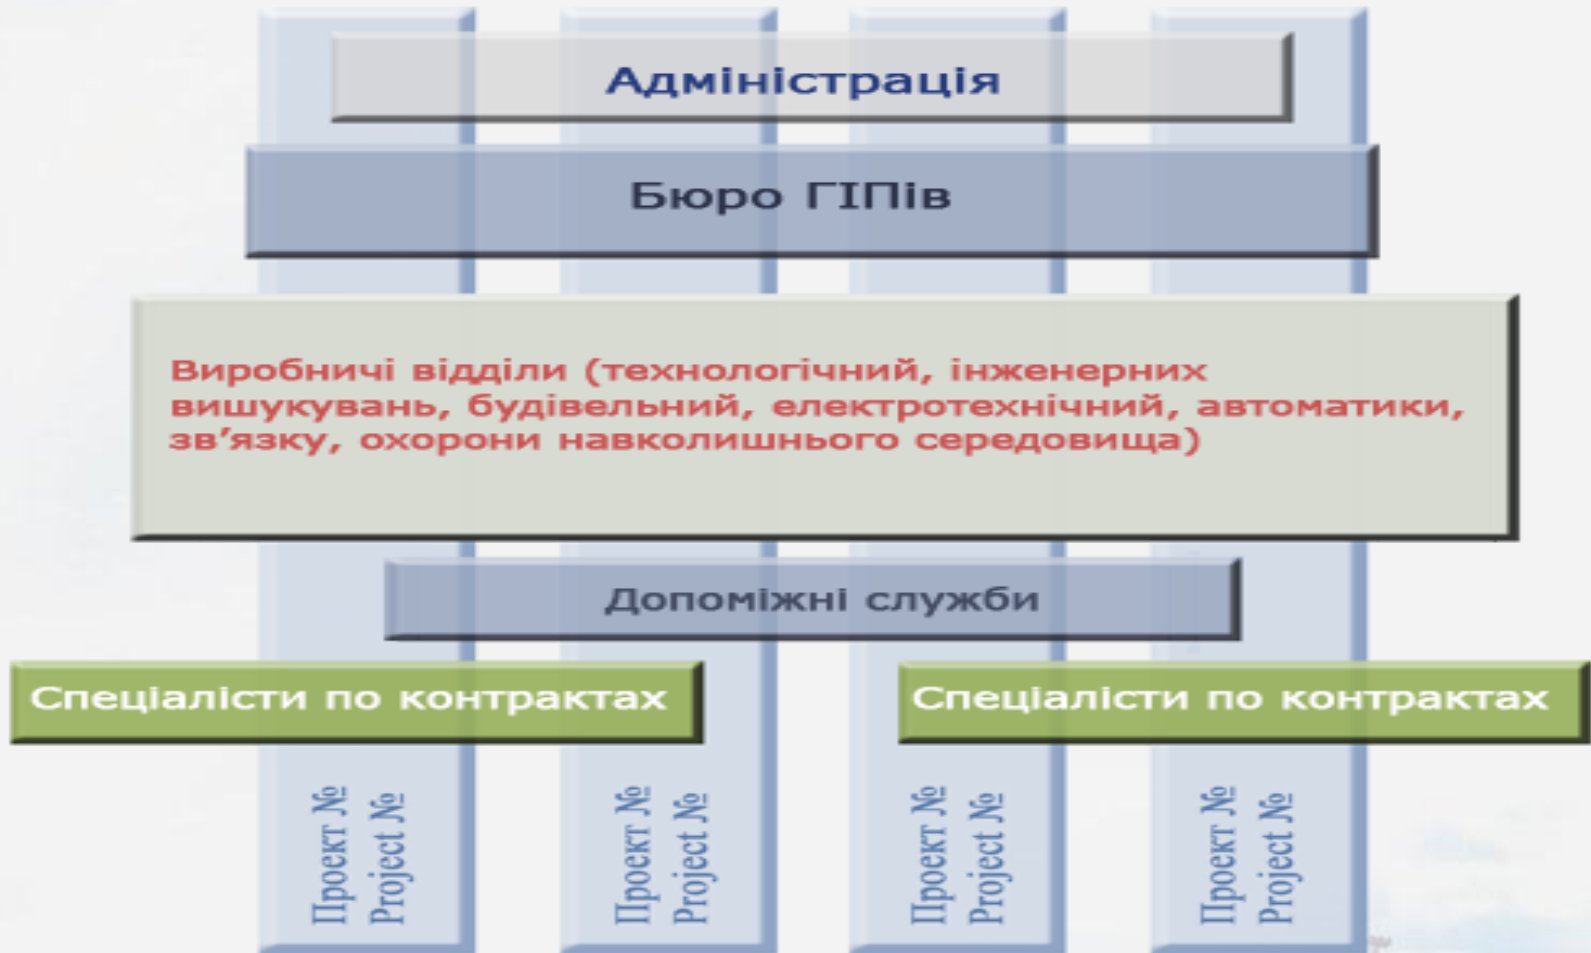 Адміністрація
Бюро ГІПів
Виробничі відділи (технологічний, інженерних
вишукувань, будівельний, електротехнічний, автоматики,
зв’язку, охорони навколишнього середовища)
Допоміжні служби
Спеціалісти по контрактах
Спеціалісти по контрактах
Проект №
Project №
Проект №
Project №
Проект №
Project №
Проект №
Project №